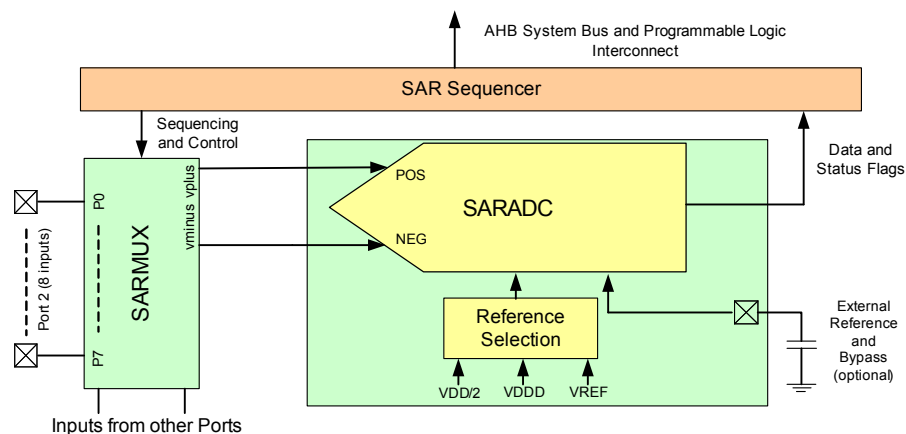 AHB System Bus and Programmable Logic
Interconnect
SAR Sequencer
Sequencing
and Control
Data and
Status Flags
vminus vplus
POS
SARADC
NEG
P0
Port 2 (8 inputs)
SARMUX
P7
Reference
Selection
External
Reference
and
Bypass
(optional)
VDD/2
VDDD
VREF
Inputs from other Ports